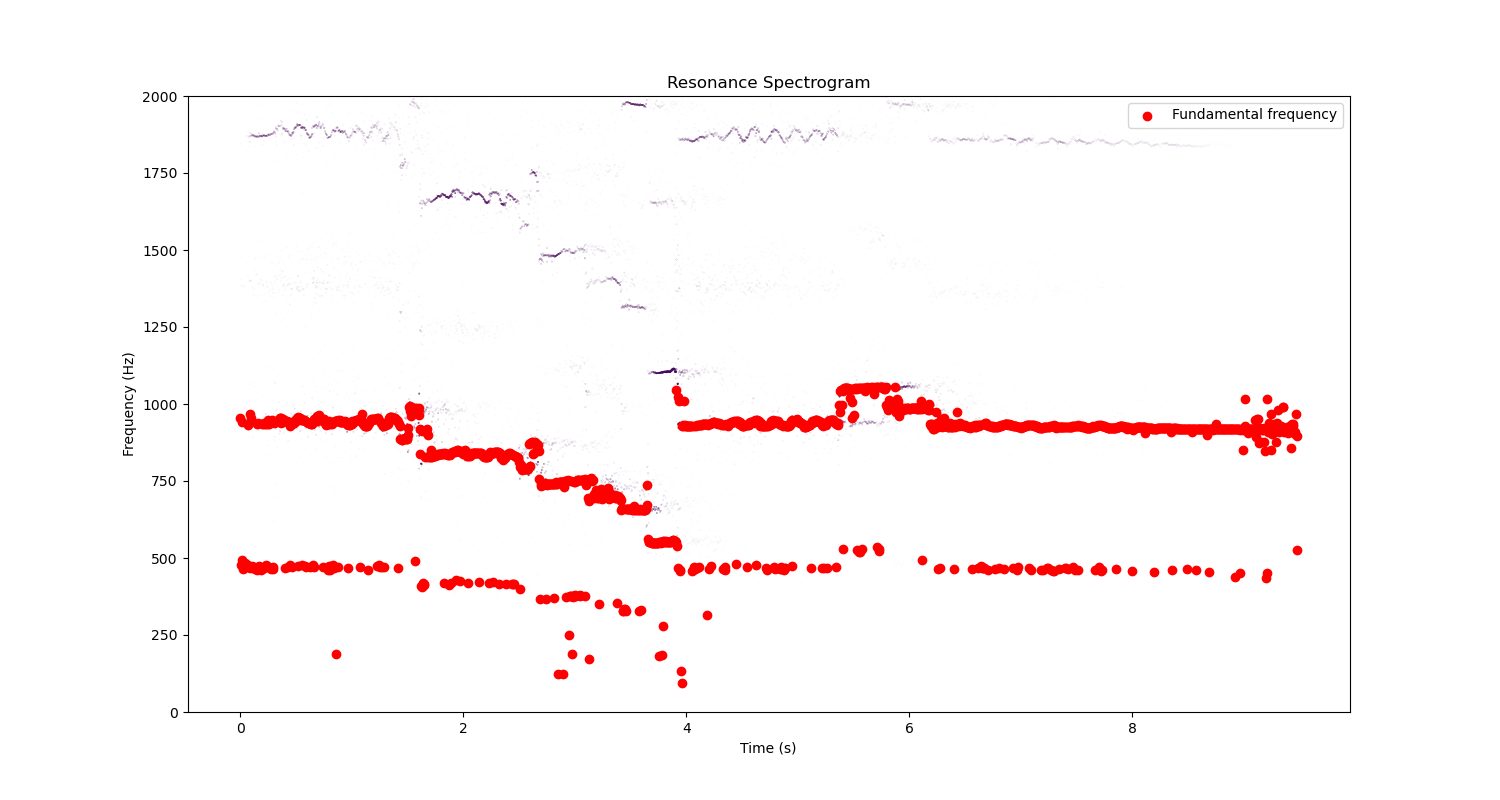 Resonance Spectrogram
Fundamental frequency
Frequency (Hz)
2000
1750
1500
1250
1000
750
500
250
0
0 2 4 6 8
Time (s)